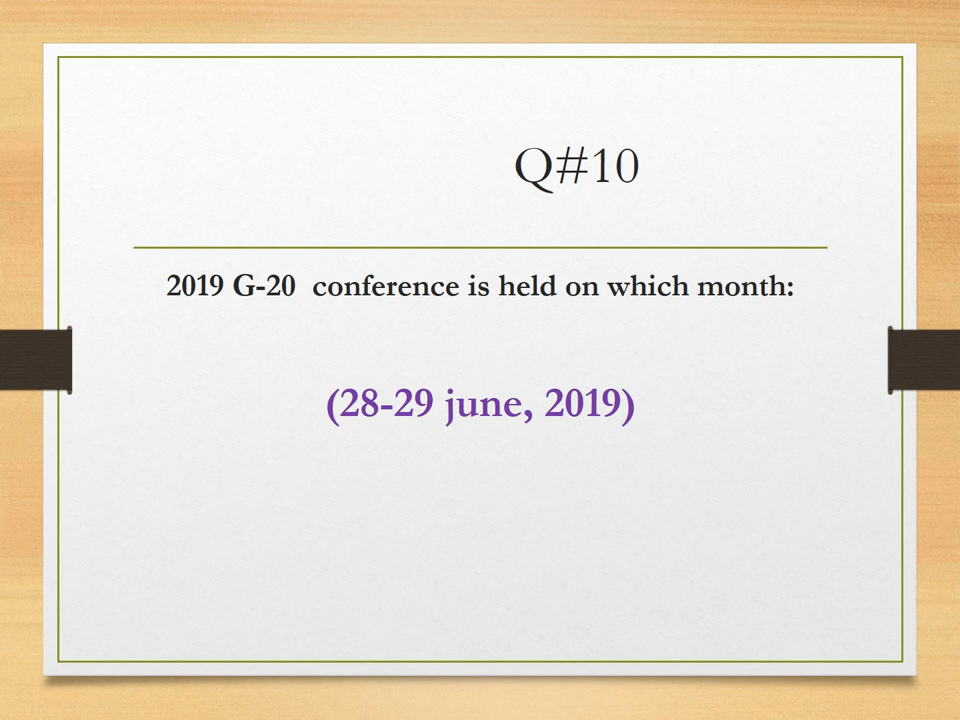 Q#10
2019 G-20  conference is held on which month:
(28-29 june, 2019)